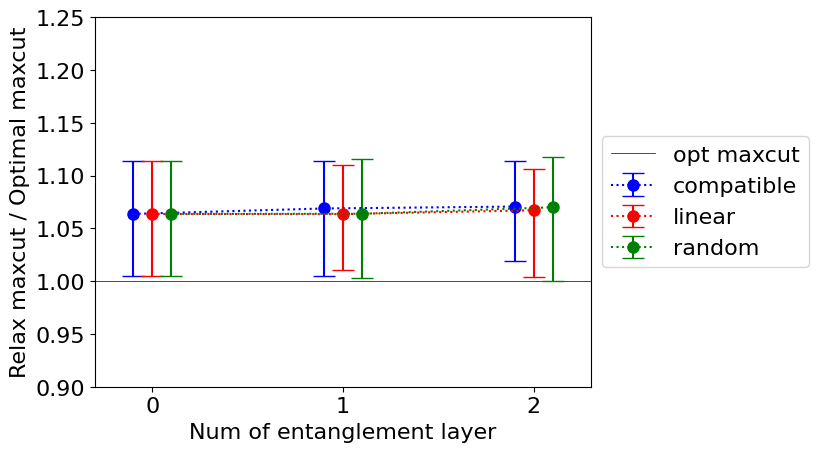 Relax maxcut / Optimal maxcut
1.25
1.20
1.15
1.10
1.05
1.00
0.95
0.90
0 1 2
Num of entanglement layer
opt maxcut
compatible
linear
random